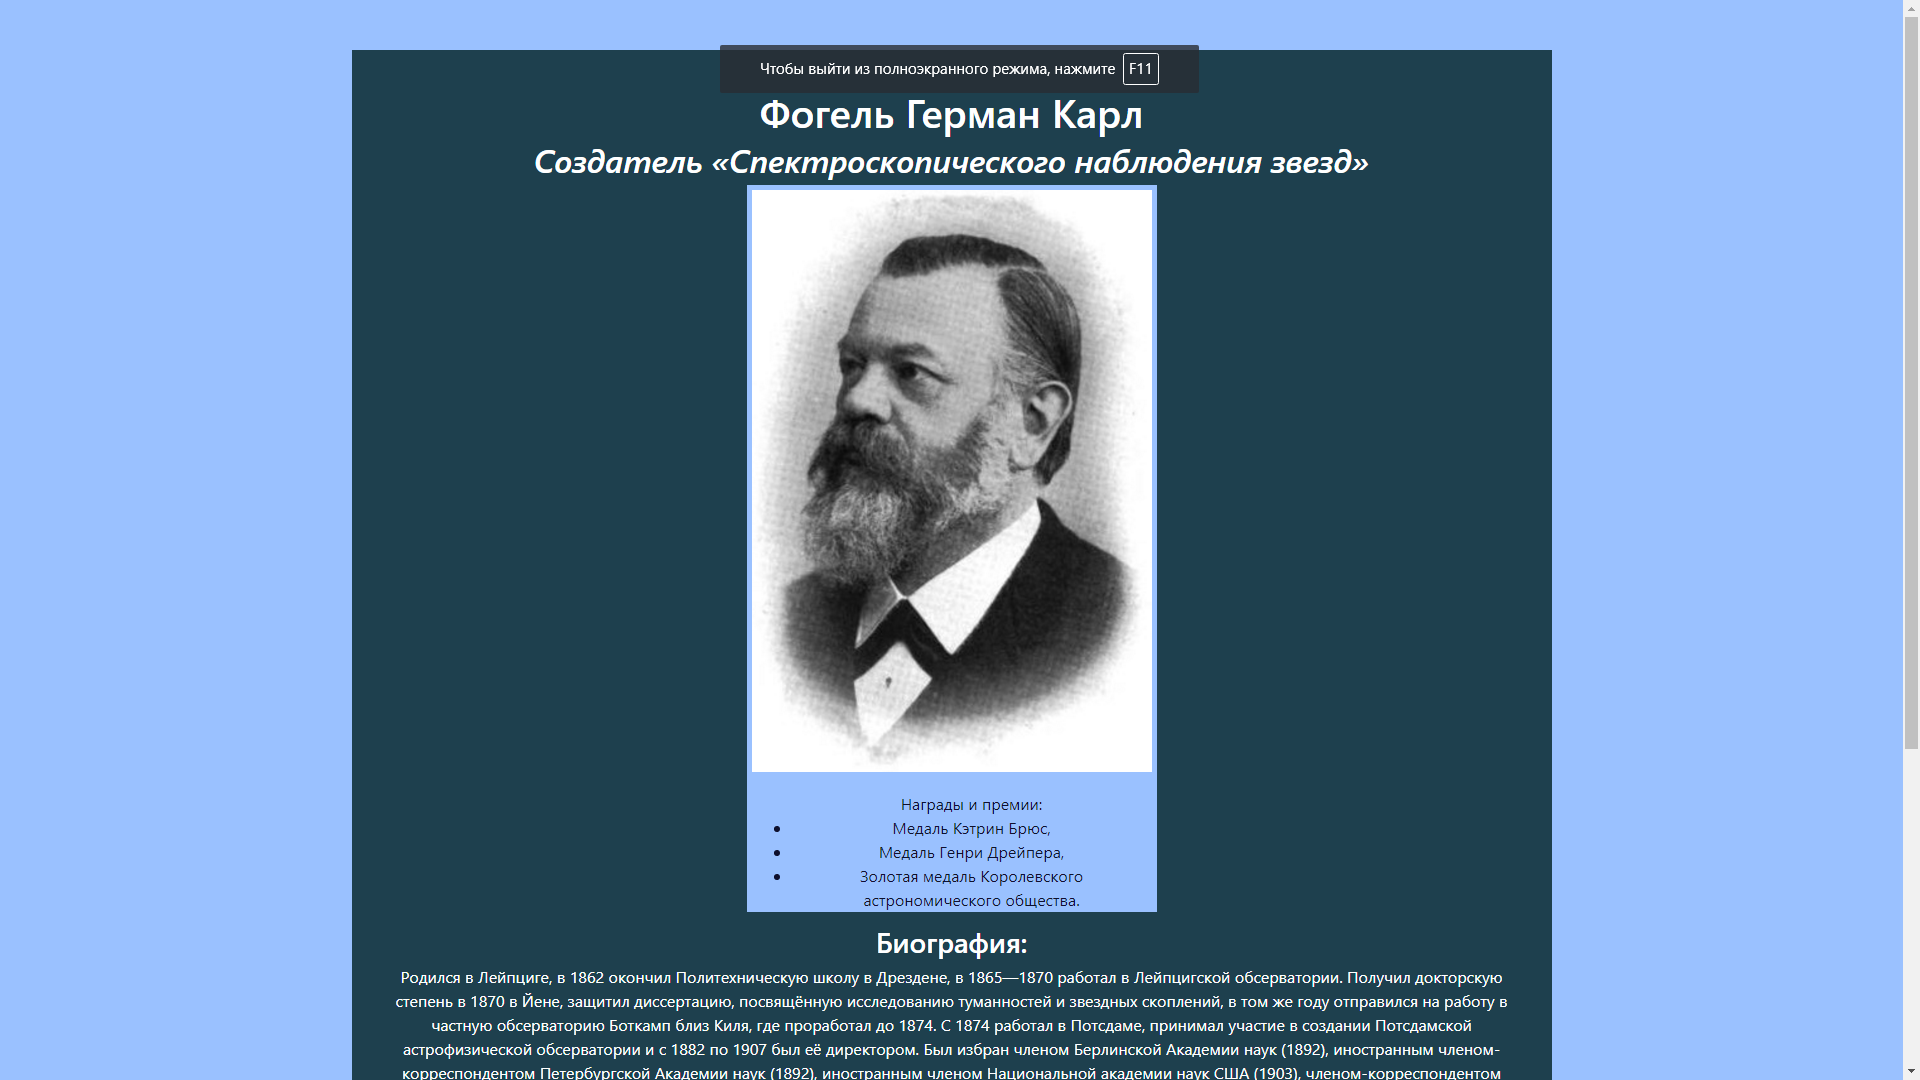 Чтобы выйти из полноэкранного режима, нажмите F11
Фогель Герман Карл
Создатель «Спектроскопического наблюдения звезд»
Награды и премии:
Медаль Кэтрин Брюс,
Медаль Генри Дрейпера,
Золотая медаль Королевского
астрономического общества.
Биография:
Родился в Лейпциге, в 1862 окончил Политехническую школу в Дрездене, в 1865—1870 работал в Лейпцигской обсерватории. Получил докторскую
степень в 1870 в Йене, защитил диссертацию, посвящённую исследованию туманностей и звездных скоплений, в том же году отправился на работу в
частную обсерваторию Боткамп близ Киля, где проработал до 1874. С 1874 работал в Потсдаме, принимал участие в создании Потсдамской
астрофизической обсерватории и с 1882 по 1907 был её директором. Был избран членом Берлинской Академии наук (1892), иностранным членом-
корреспондентом Петербургской Академии наук (1892), иностранным членом Национальной академии наук США (1903), членом-корреспондентом